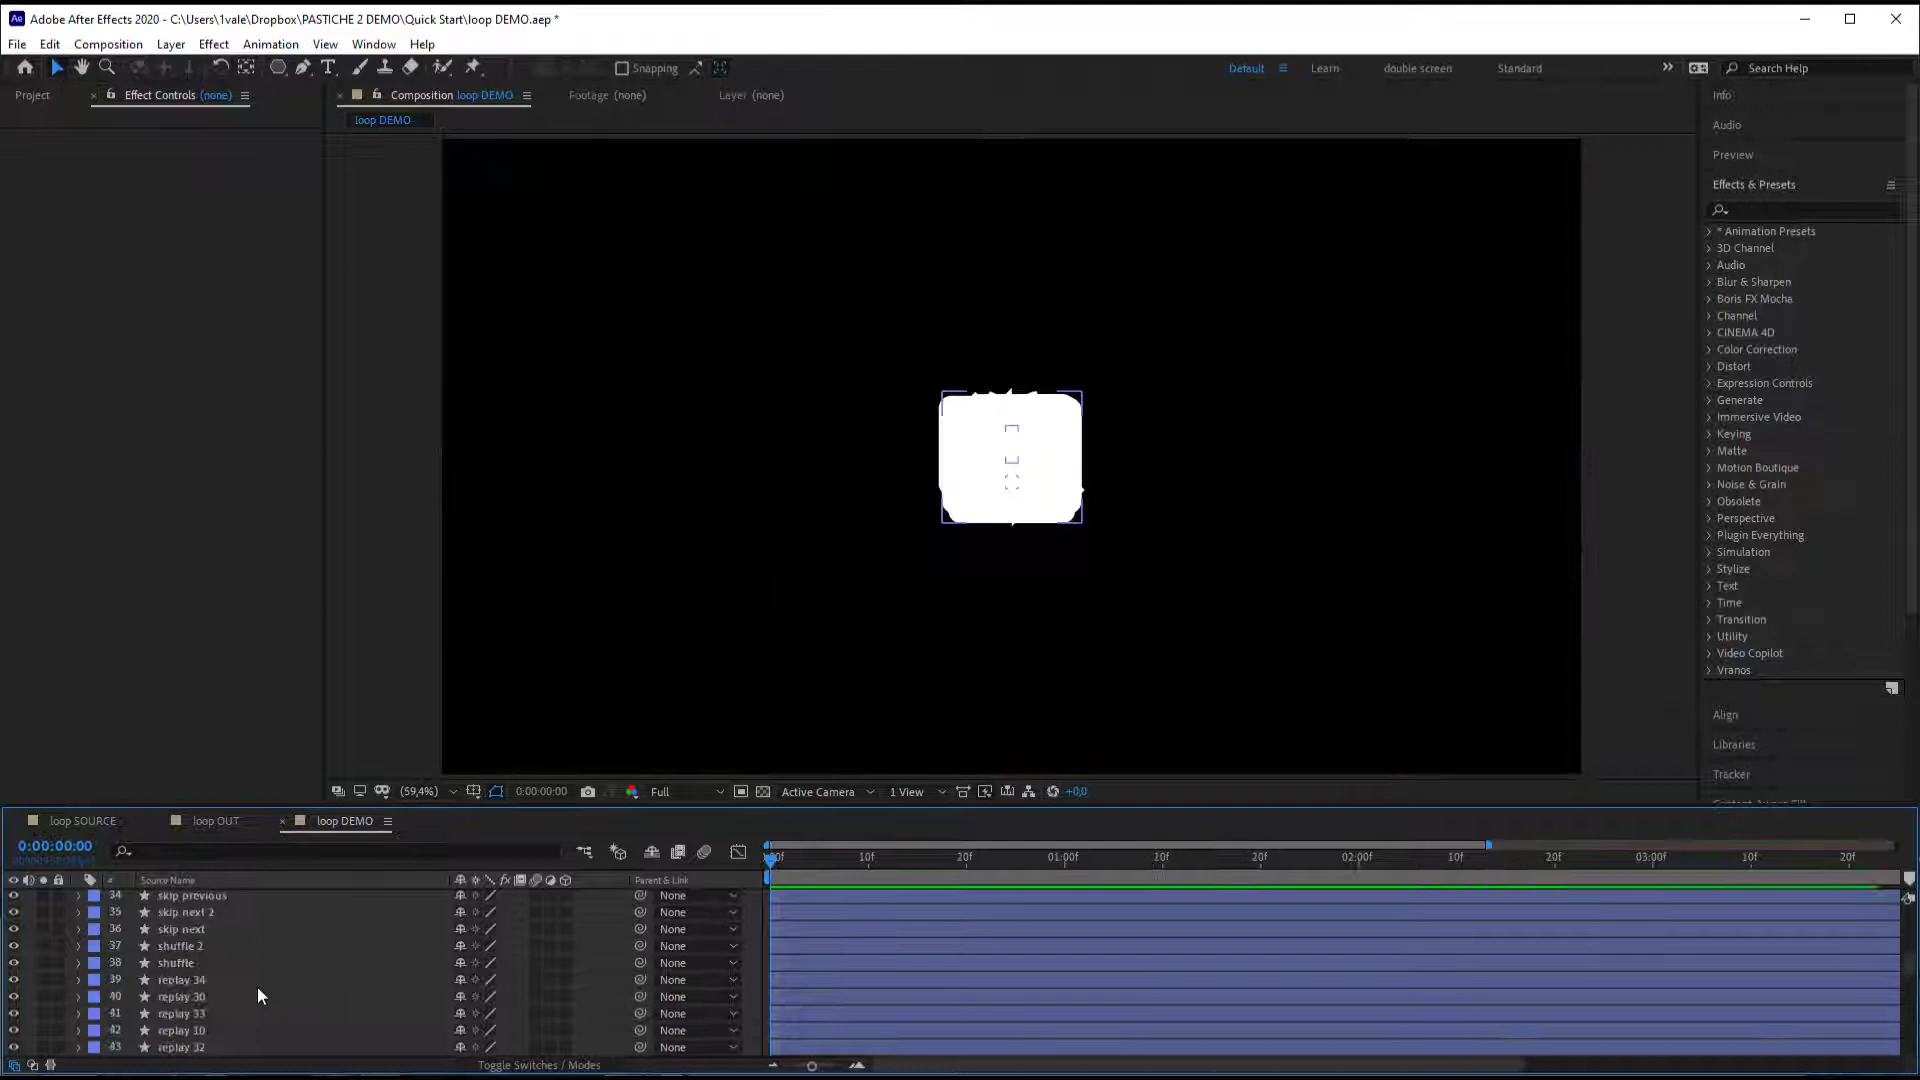 Adobe After Effects 2020 - C:\Users\1vale\Dropbox\PASTICHE 2 DEMO\Quick Start\loop DEMO.aep *
File Edit Composition Layer Effect Animation View Window Help
Snapping Default Learn double screen Standard Search Help
Project Effect Controls (none) Composition loop DEMO Footage (none) Layer (none)
loop DEMO
Info
Audio
Preview
Effects & Presets
* Animation Presets
3D Channel
Audio
Blur & Sharpen
Boris FX Mocha
Channel
CINEMA 4D
Color Correction
Distort
Expression Controls
Generate
Immersive Video
Keying
Matte
Motion Boutique
Noise & Grain
Obsolete
Perspective
Plugin Everything
Simulation
Stylize
Text
Time
Transition
Utility
Video Copilot
Vranos
Align
Libraries
Tracker
(59,4%) 0:00:00:00 Full Active Camera 1 View +0,0
loop SOURCE loop OUT loop DEMO
0:00:00:00
10f 20f 01:00f 10f 20f 02:00f 10f 20f 03:00f 10f 20f
# Source Name Parent & Link
34 skip previous None
35 skip next 2 None
36 skip next None
37 shuffle 2 None
38 shuffle None
39 replay 34 None
40 replay 30 None
41 replay 33 None
42 replay 10 None
43 replay 32 None
Toggle Switches / Modes